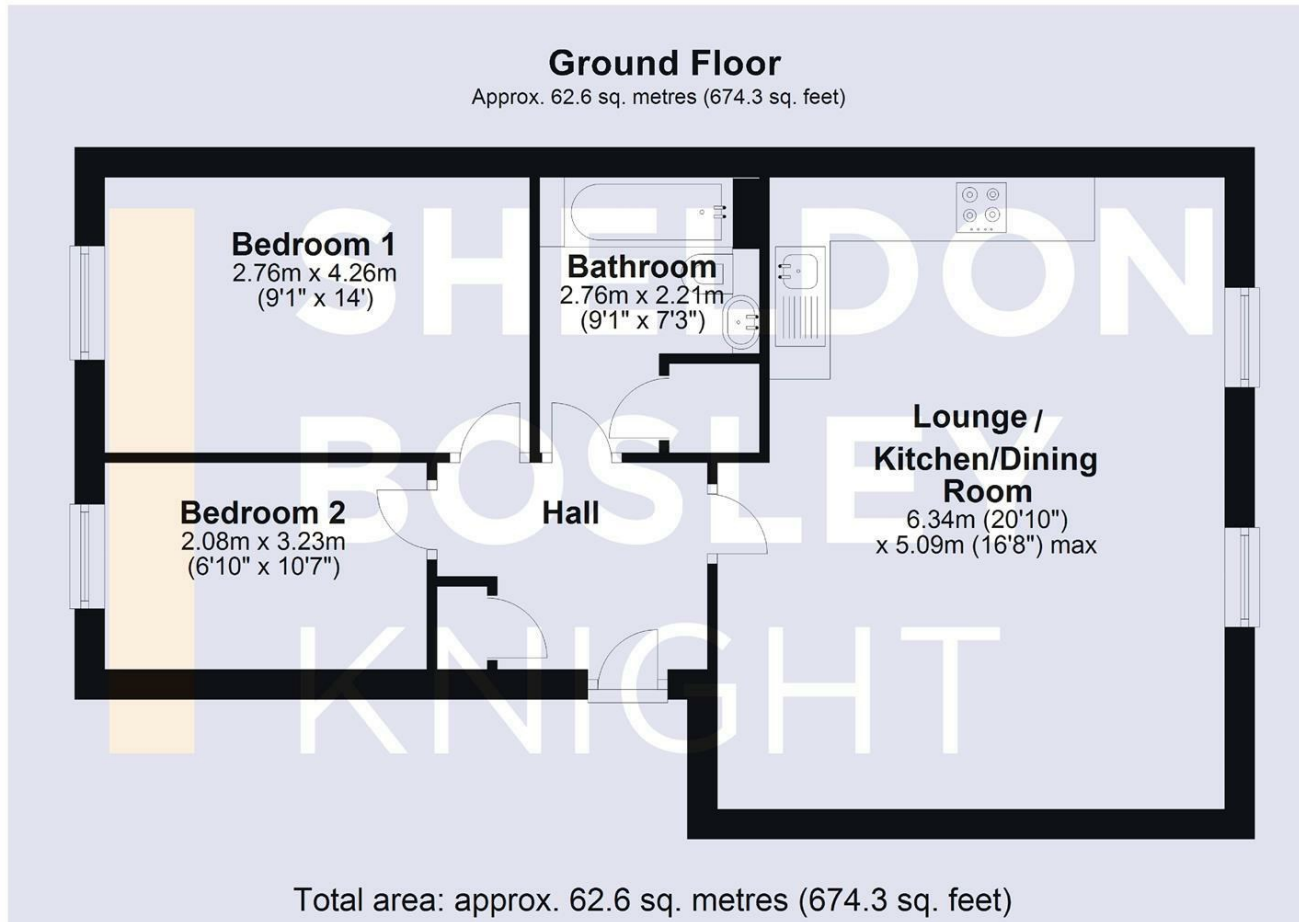 Ground Floor
Approx. 62.6 sq. metres (674.3 sq. feet)
Bedroom 1
2.76m x 4.26m
(9'1" x 14')
Bathroom
2.76m x 2.21m
(9'1" x 7'3")
Lounge /
Kitchen/Dining
Room
6.34m (20'10")
x 5.09m (16'8") max
Bedroom 2
2.08m x 3.23m
(6'10" x 10'7")
Hall
SHELDON
BOSLEY
KNIGHT
Total area: approx. 62.6 sq. metres (674.3 sq. feet)